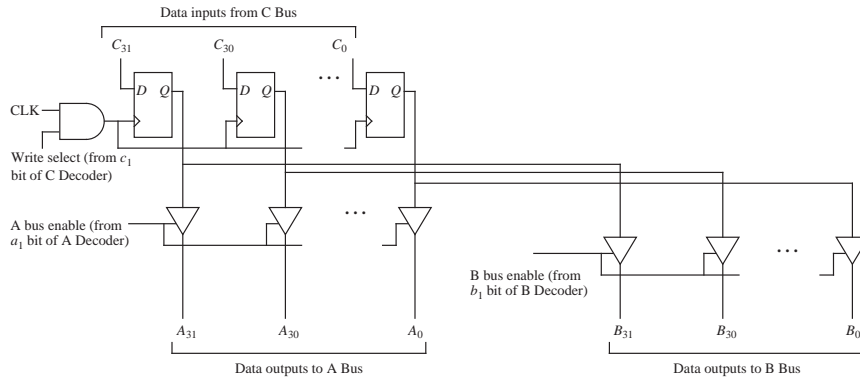 Data inputs from C Bus
C31 C30 C0
...
D Q D Q D Q
CLK
Write select (from c1
bit of C Decoder)
A bus enable (from
a1 bit of A Decoder)
...
B bus enable (from
b1 bit of B Decoder)
...
A31 A30 A0 B31 B30 B0
Data outputs to A Bus Data outputs to B Bus